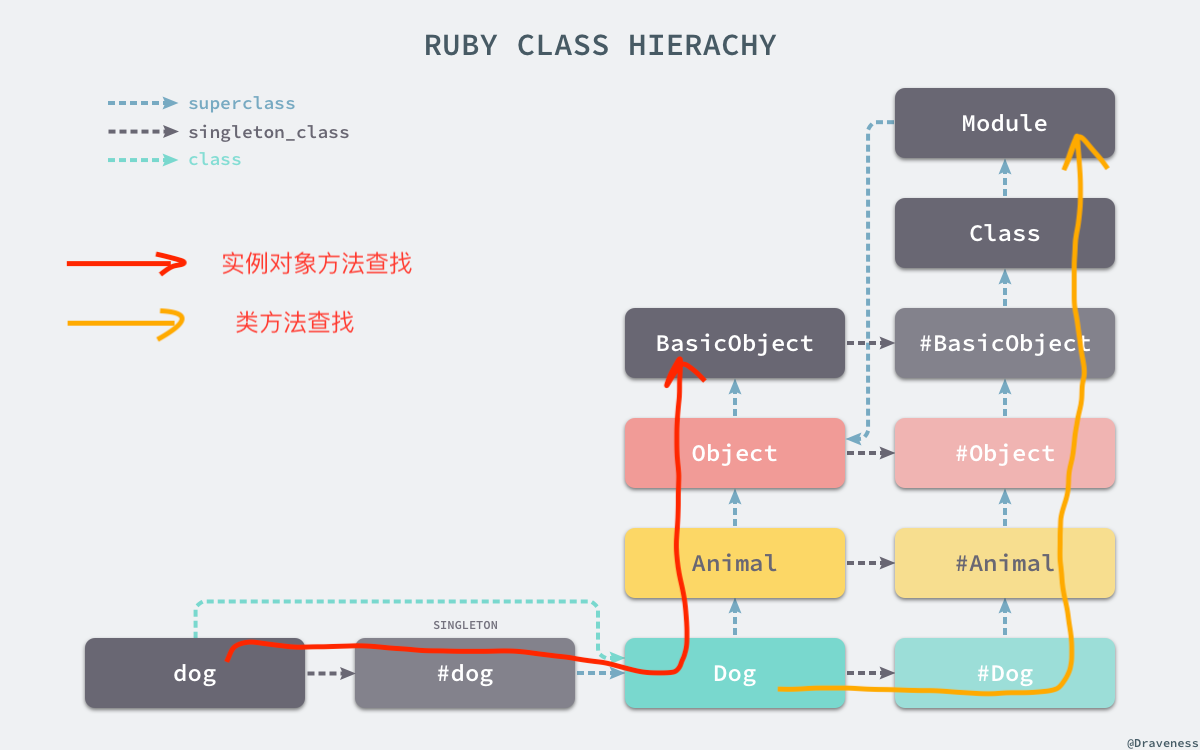 RUBY CLASS HIERACHY
superclass
singleton_class
class
实例对象方法查找
类方法查找
Module
Class
BasicObject
#BasicObject
Object
#Object
Animal
#Animal
SINGLETON
dog
#dog
Dog
#Dog
@Draveness